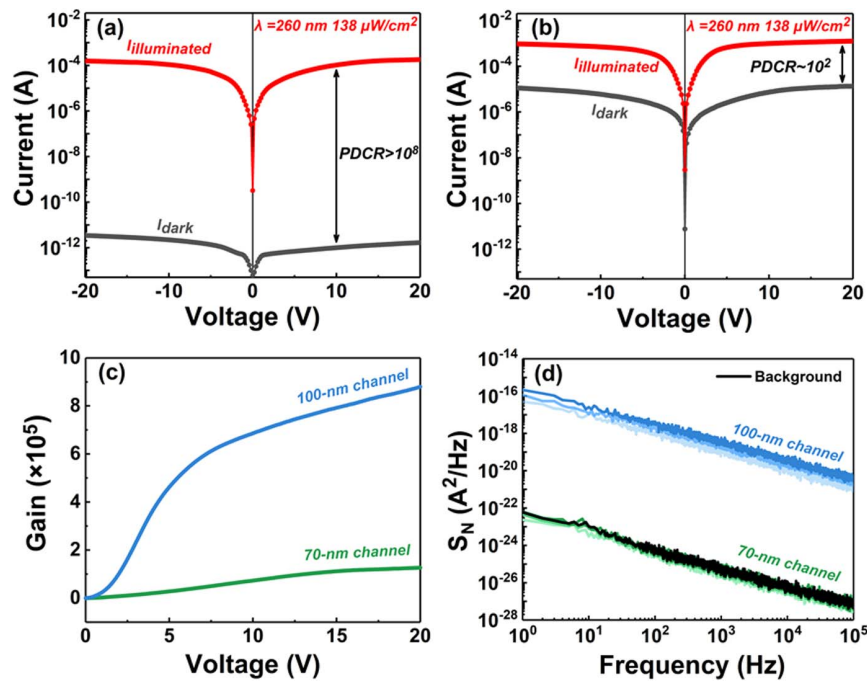 (a)
λ =260 nm 138 μW/cm²
Iilluminated
PDCR>10⁸
Idark
Current (A)
10⁻²
10⁻⁴
10⁻⁶
10⁻⁸
10⁻¹⁰
10⁻¹²
-20 -10 0 10 20
Voltage (V)
(b)
λ =260 nm 138 μW/cm²
Iilluminated
PDCR~10²
Idark
Current (A)
10⁻²
10⁻⁴
10⁻⁶
10⁻⁸
10⁻¹⁰
10⁻¹²
-20 -10 0 10 20
Voltage (V)
(c)
100-nm channel
70-nm channel
Gain (×10⁵)
10
8
6
4
2
0
0 5 10 15 20
Voltage (V)
(d)
Background
100-nm channel
70-nm channel
SN (A²/Hz)
10⁻¹⁴
10⁻¹⁶
10⁻¹⁸
10⁻²⁰
10⁻²²
10⁻²⁴
10⁻²⁶
10⁻²⁸
10⁰ 10¹ 10² 10³ 10⁴ 10⁵
Frequency (Hz)